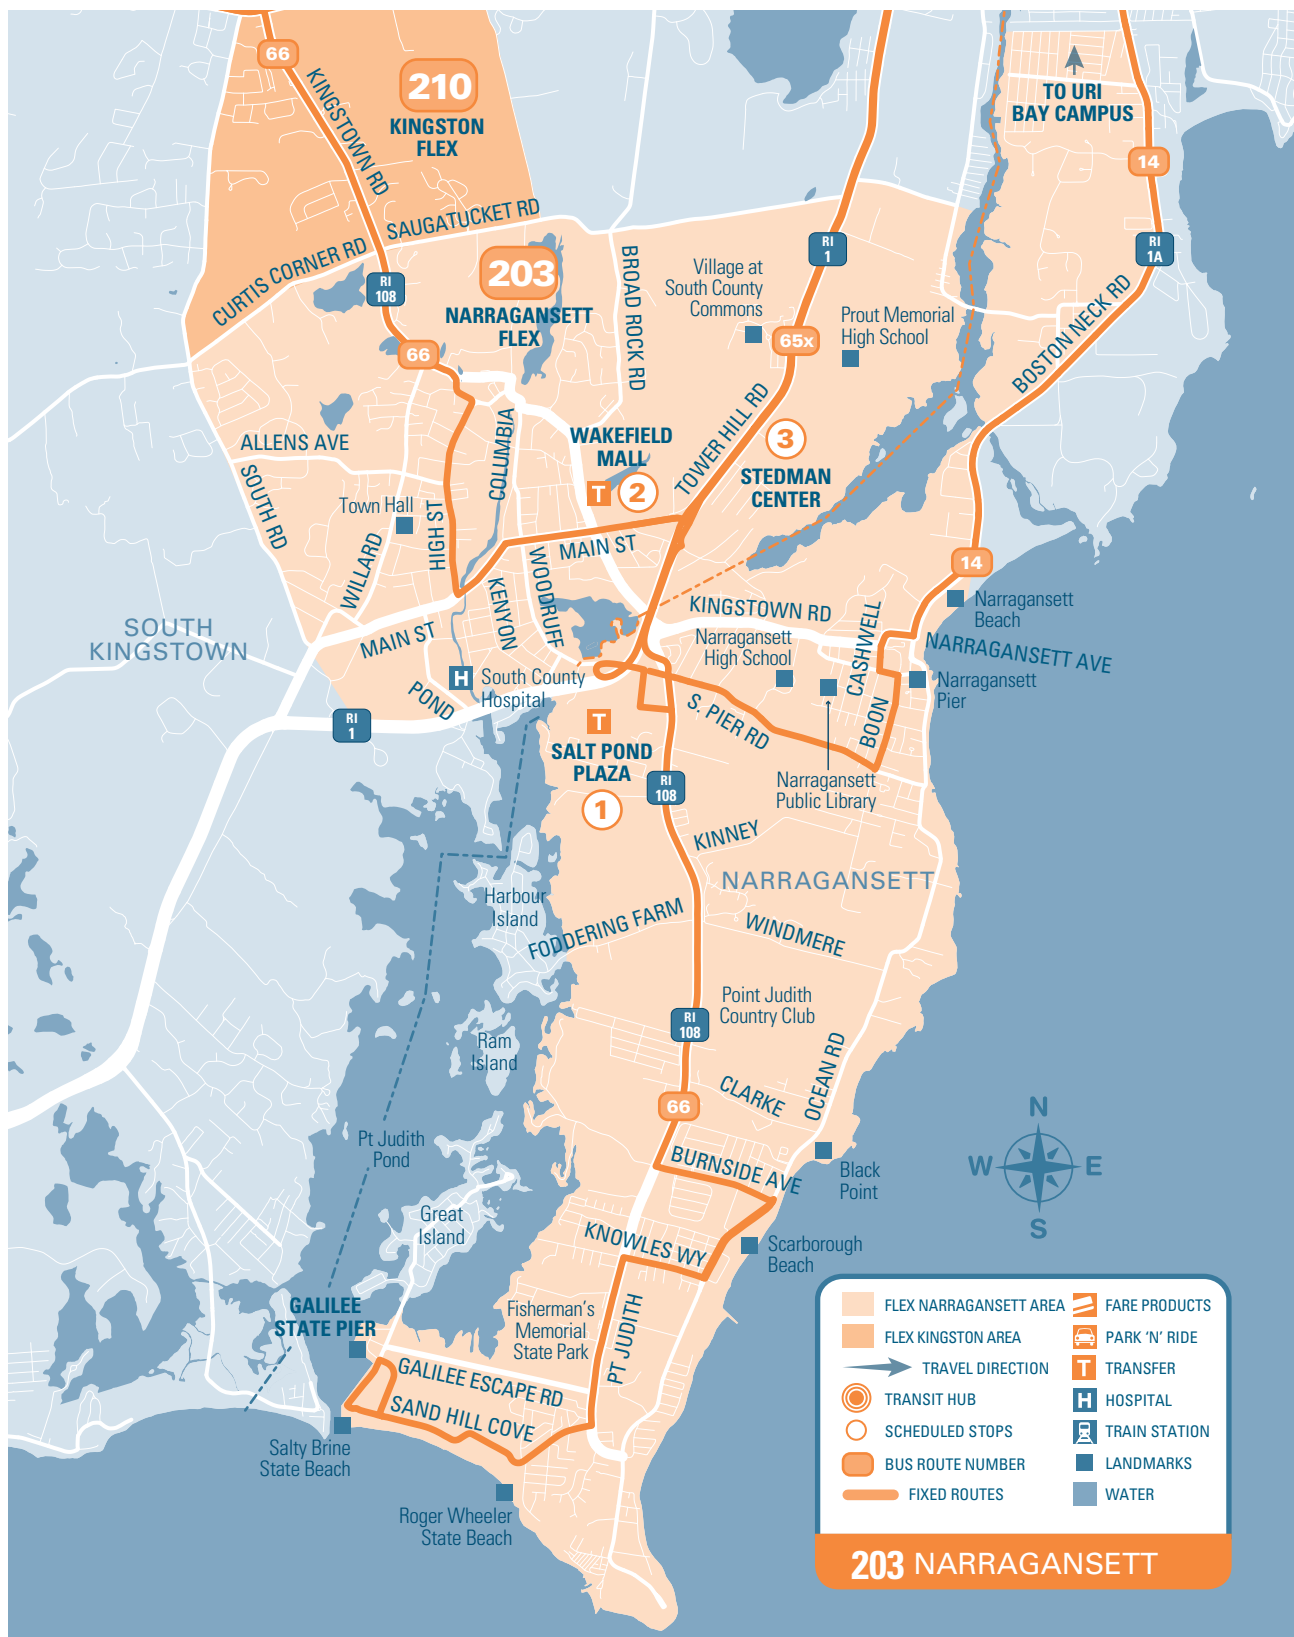 66
KINGSTOWN RD
210
KINGSTON
FLEX
TO URI
BAY CAMPUS
14
SAUGATUCKET RD
CURTIS CORNER RD
RI
108
203
NARRAGANSETT
FLEX
BROAD ROCK RD
Village at
South County
Commons
RI
1
RI
1A
Prout Memorial
High School
65x
BOSTON NECK RD
66
ALLENS AVE
SOUTH RD
COLUMBIA
WAKEFIELD
MALL
T
2
TOWER HILL RD
3
STEDMAN
CENTER
Town Hall
WILLARD
HIGH ST
MAIN ST
WOODRUFF
KENYON
14
KINGSTOWN RD
Narragansett
Beach
SOUTH
KINGSTOWN
MAIN ST
Narragansett
High School
CASHWELL
NARRAGANSETT AVE
H
South County
Hospital
POND
RI
1
Narragansett
Pier
S. PIER RD
BOON
T
SALT POND
PLAZA
1
RI
108
Narragansett
Public Library
KINNEY
NARRAGANSETT
Harbour
Island
FODDERING FARM
WINDMERE
Point Judith
Country Club
RI
108
Ram
Island
OCEAN RD
CLARKE
66
Pt Judith
Pond
BURNSIDE AVE
Black
Point
N
W
E
S
Great
Island
KNOWLES WY
Scarborough
Beach
GALILEE
STATE PIER
Fisherman's
Memorial
State Park
PT JUDITH
GALILEE ESCAPE RD
SAND HILL COVE
Salty Brine
State Beach
Roger Wheeler
State Beach
FLEX NARRAGANSETT AREA
FLEX KINGSTON AREA
TRAVEL DIRECTION
TRANSIT HUB
SCHEDULED STOPS
BUS ROUTE NUMBER
FIXED ROUTES
FARE PRODUCTS
PARK 'N' RIDE
T TRANSFER
H HOSPITAL
TRAIN STATION
LANDMARKS
WATER
203 NARRAGANSETT